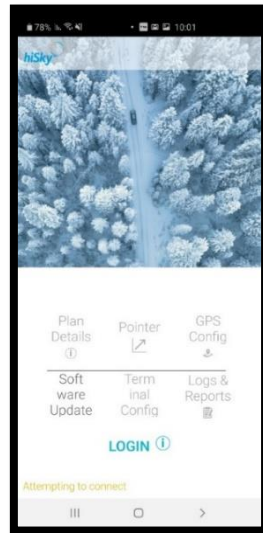 78% 10:01
hiSky
Plan
Details
Pointer
GPS
Config
Soft
ware
Update
Term
inal
Config
Logs &
Reports
LOGIN
Attempting to connect